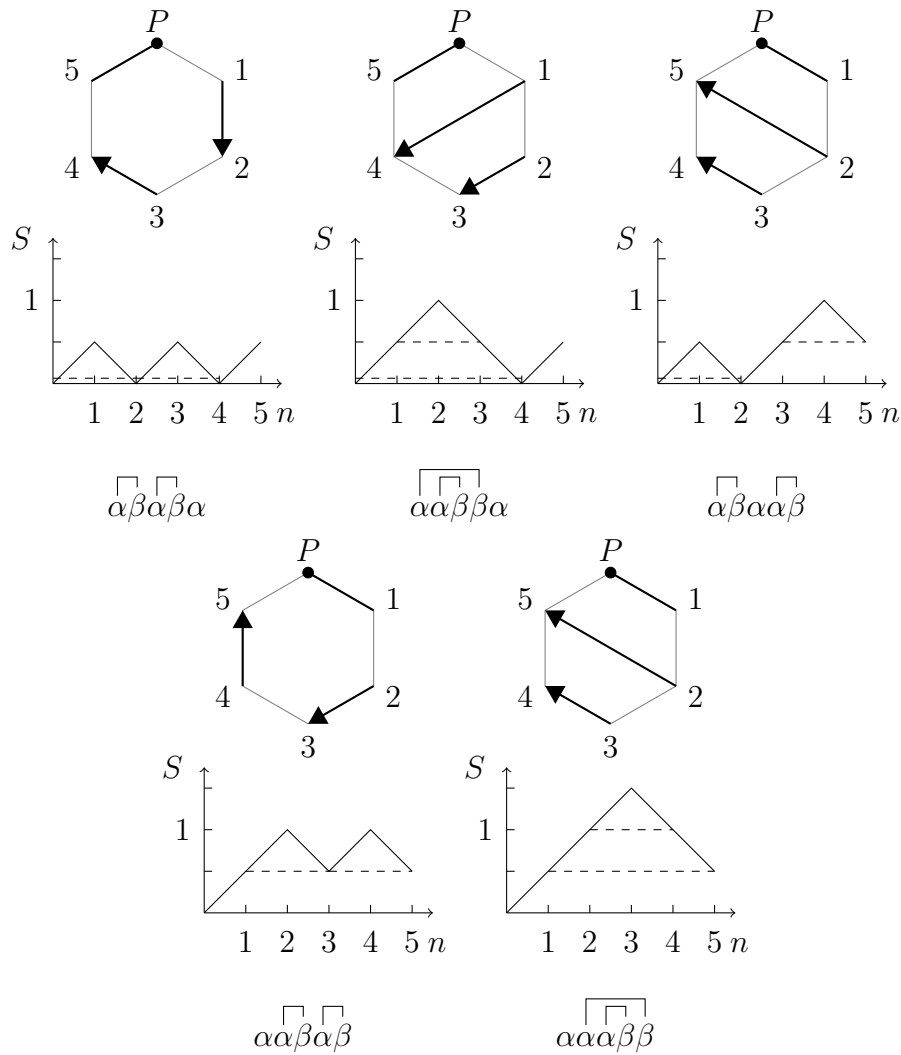 P P P
5 1 5 1 5 1
4 2 4 2 4 2
3 3 3
S S S
1 1 1
1 2 3 4 5 n 1 2 3 4 5 n 1 2 3 4 5 n
αβαβα ααββα αβααβ
P P
5 1 5 1
4 2 4 2
3 3
S S
1 1
1 2 3 4 5 n 1 2 3 4 5 n
ααβαβ αααββ